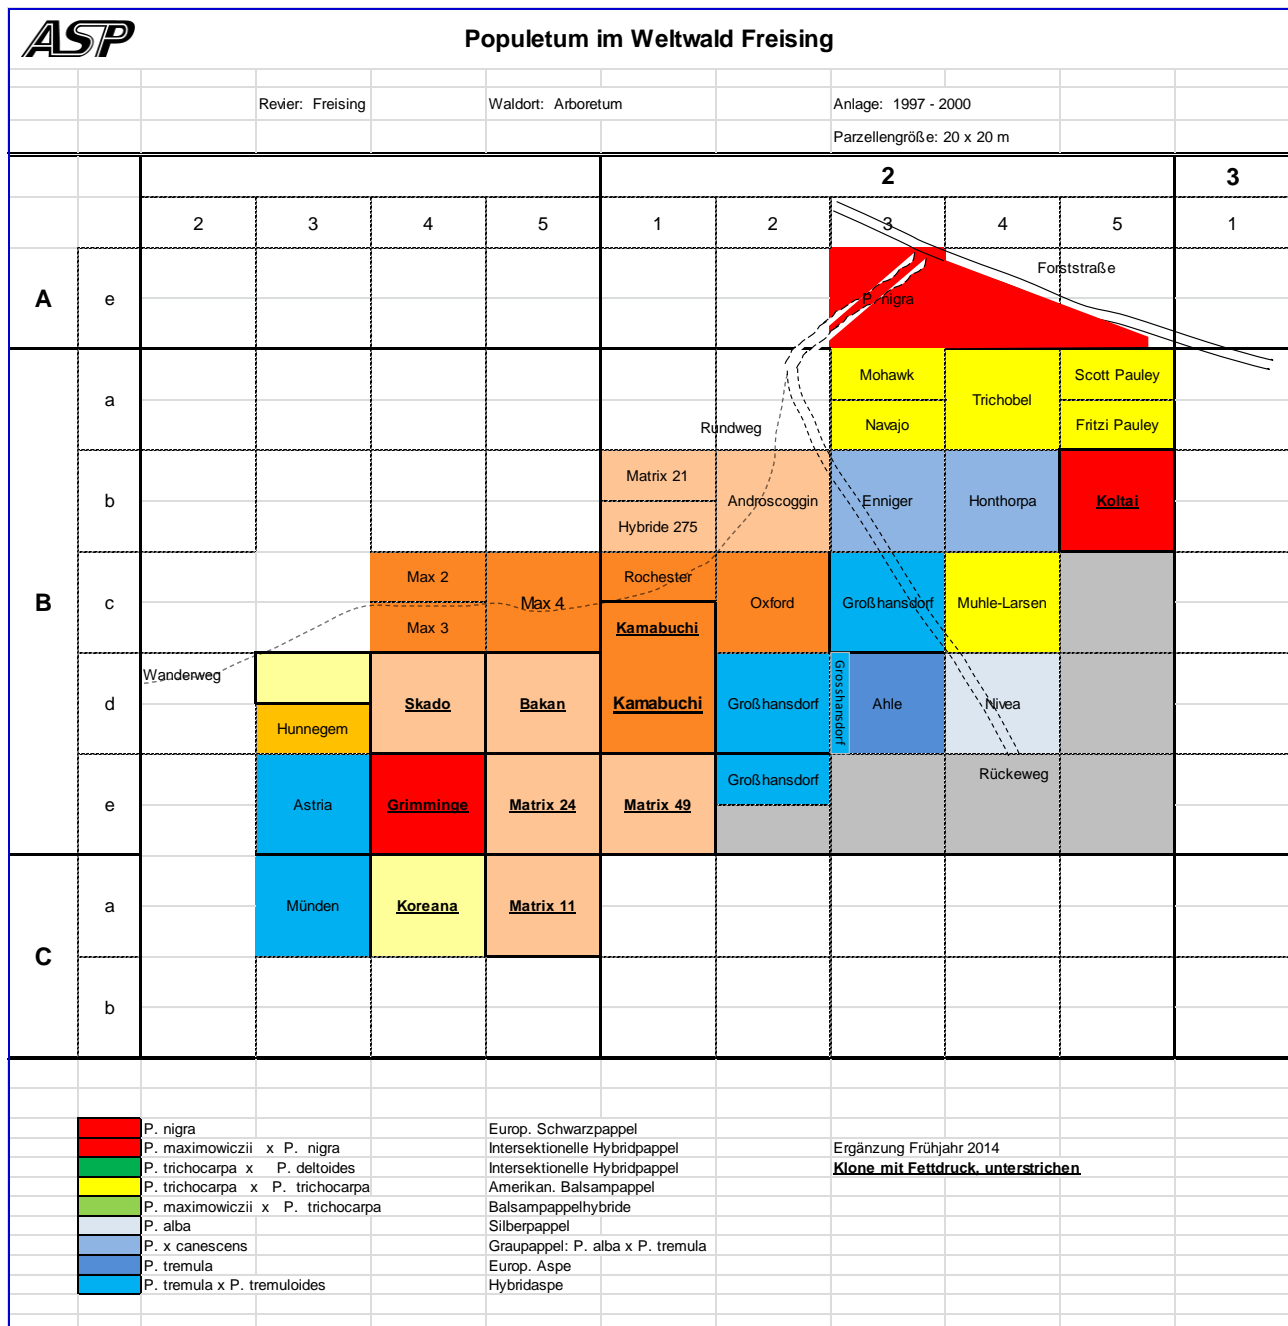 ASP
Populetum im Weltwald Freising
Revier: Freising Waldort: Arboretum Anlage: 1997 - 2000
Parzellengröße: 20 x 20 m
2 3
2 3 4 5 1 2 3 4 5 1
Forststraße
A e P. nigra
Mohawk Scott Pauley
a Trichobel
Rundweg Navajo Fritzi Pauley
Matrix 21
b Androscoggin Enniger Honthorpa Koltai
Hybride 275
Max 2 Rochester
B c Max 4 Oxford Großhansdorf Muhle-Larsen
Max 3 Kamabuchi
Wanderweg
d Skado Bakan Kamabuchi Großhansdorf Grosshansdorf Ahle Nivea
Hunnegem
Großhansdorf Rückeweg
e Astria Grimminge Matrix 24 Matrix 49
a Münden Koreana Matrix 11
C
b
P. nigra Europ. Schwarzpappel
P. maximowiczii x P. nigra Intersektionelle Hybridpappel Ergänzung Frühjahr 2014
P. trichocarpa x P. deltoides Intersektionelle Hybridpappel Klone mit Fettdruck, unterstrichen
P. trichocarpa x P. trichocarpa Amerikan. Balsampappel
P. maximowiczii x P. trichocarpa Balsampappelhybride
P. alba Silberpappel
P. x canescens Graupappel: P. alba x P. tremula
P. tremula Europ. Aspe
P. tremula x P. tremuloides Hybridaspe